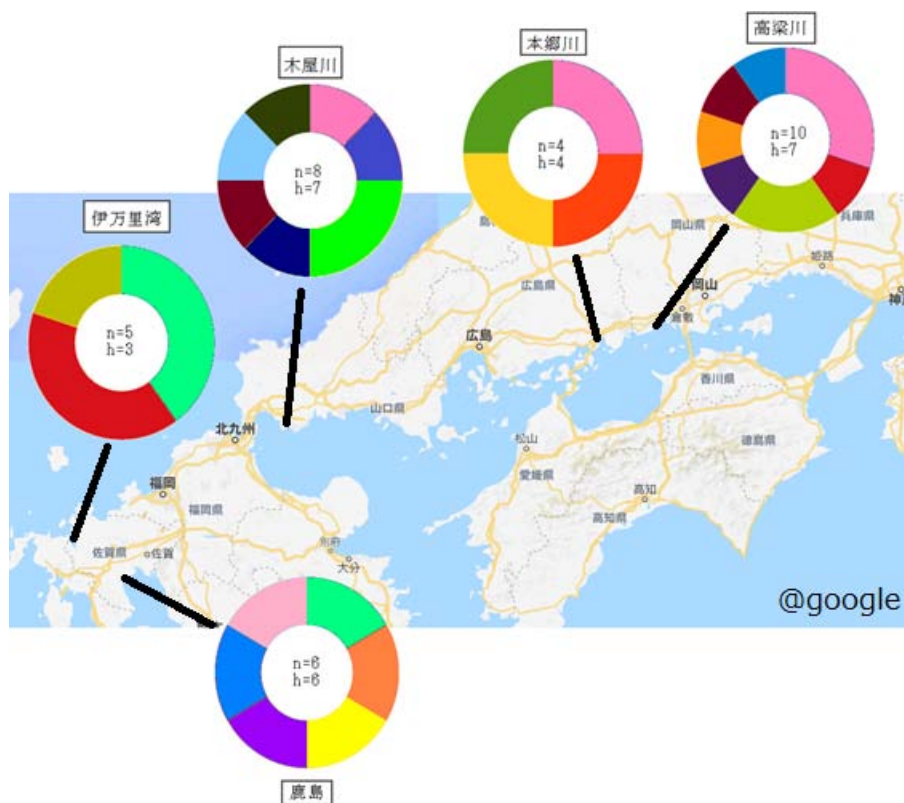 木屋川
本郷川
高梁川
n=8
h=7
n=4
h=4
n=10
h=7
伊万里湾
n=5
h=3
岡山県
兵庫県
姫路
岡山
倉敷
広島県
広島
香川県
山口県
北九州
松山
徳島県
愛媛県
福岡
高知
福岡県
高知県
別府
佐賀県
佐賀
大分
@google
n=6
h=6
鹿島